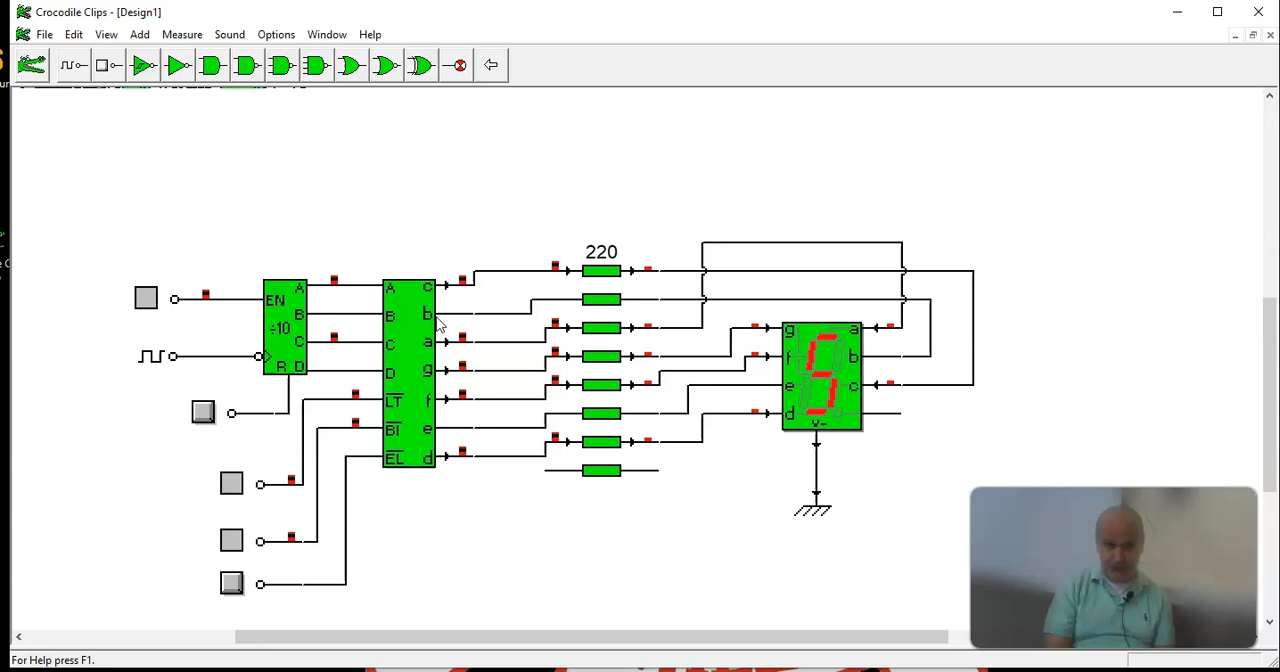 Crocodile Clips - [Design1]
File Edit View Add Measure Sound Options Window Help
220
EN A B ÷10 C R D
A c
B b
C a
D g
LT f
BI e
EL d
g a
f b
e c
d
V-
For Help press F1.